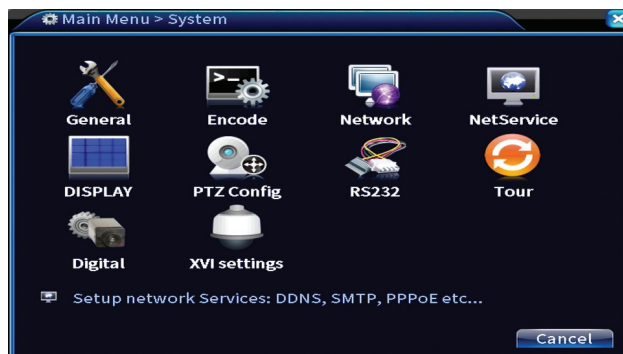 Main Menu > System
General Encode Network NetService
DISPLAY PTZ Config RS232 Tour
Digital XVI settings
Setup network Services: DDNS, SMTP, PPPoE etc...
Cancel